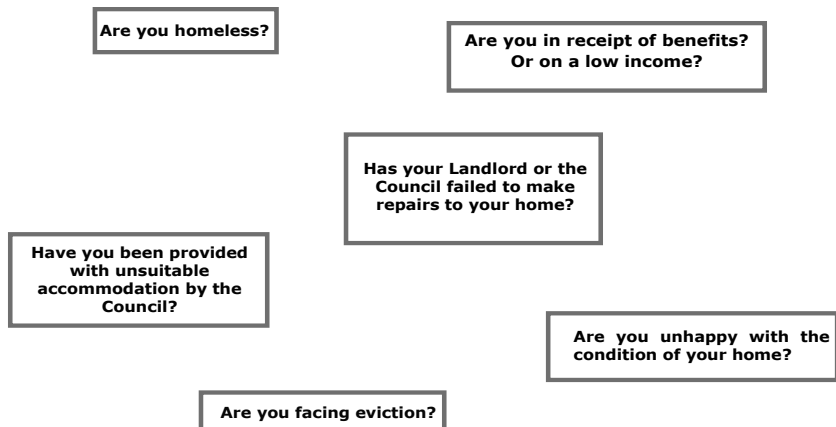 Are you homeless?
Are you in receipt of benefits?
Or on a low income?
Has your Landlord or the
Council failed to make
repairs to your home?
Have you been provided
with unsuitable
accommodation by the
Council?
Are you unhappy with the
condition of your home?
Are you facing eviction?